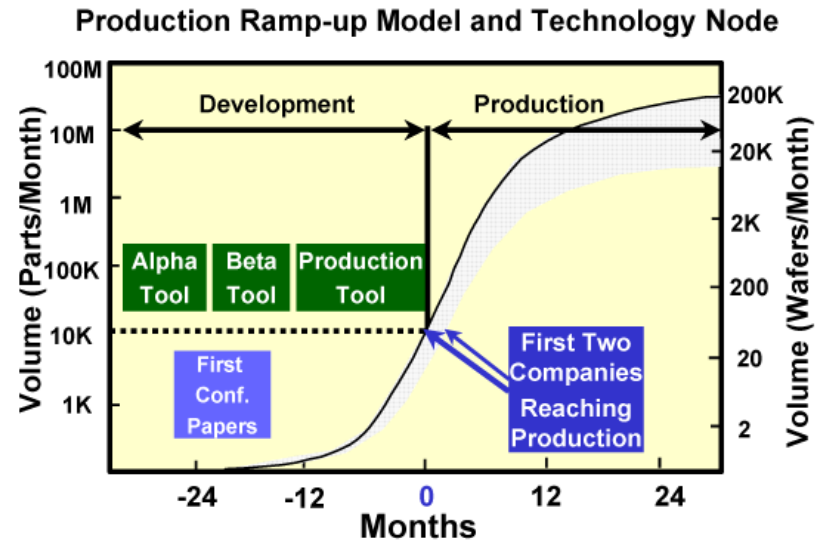 Production Ramp-up Model and Technology Node
Volume (Parts/Month)
100M
10M
1M
100K
10K
1K
Development
Production
Alpha
Tool
Beta
Tool
Production
Tool
First
Conf.
Papers
First Two
Companies
Reaching
Production
200K
20K
2K
200
20
2
Volume (Wafers/Month)
-24
-12
0
12
24
Months